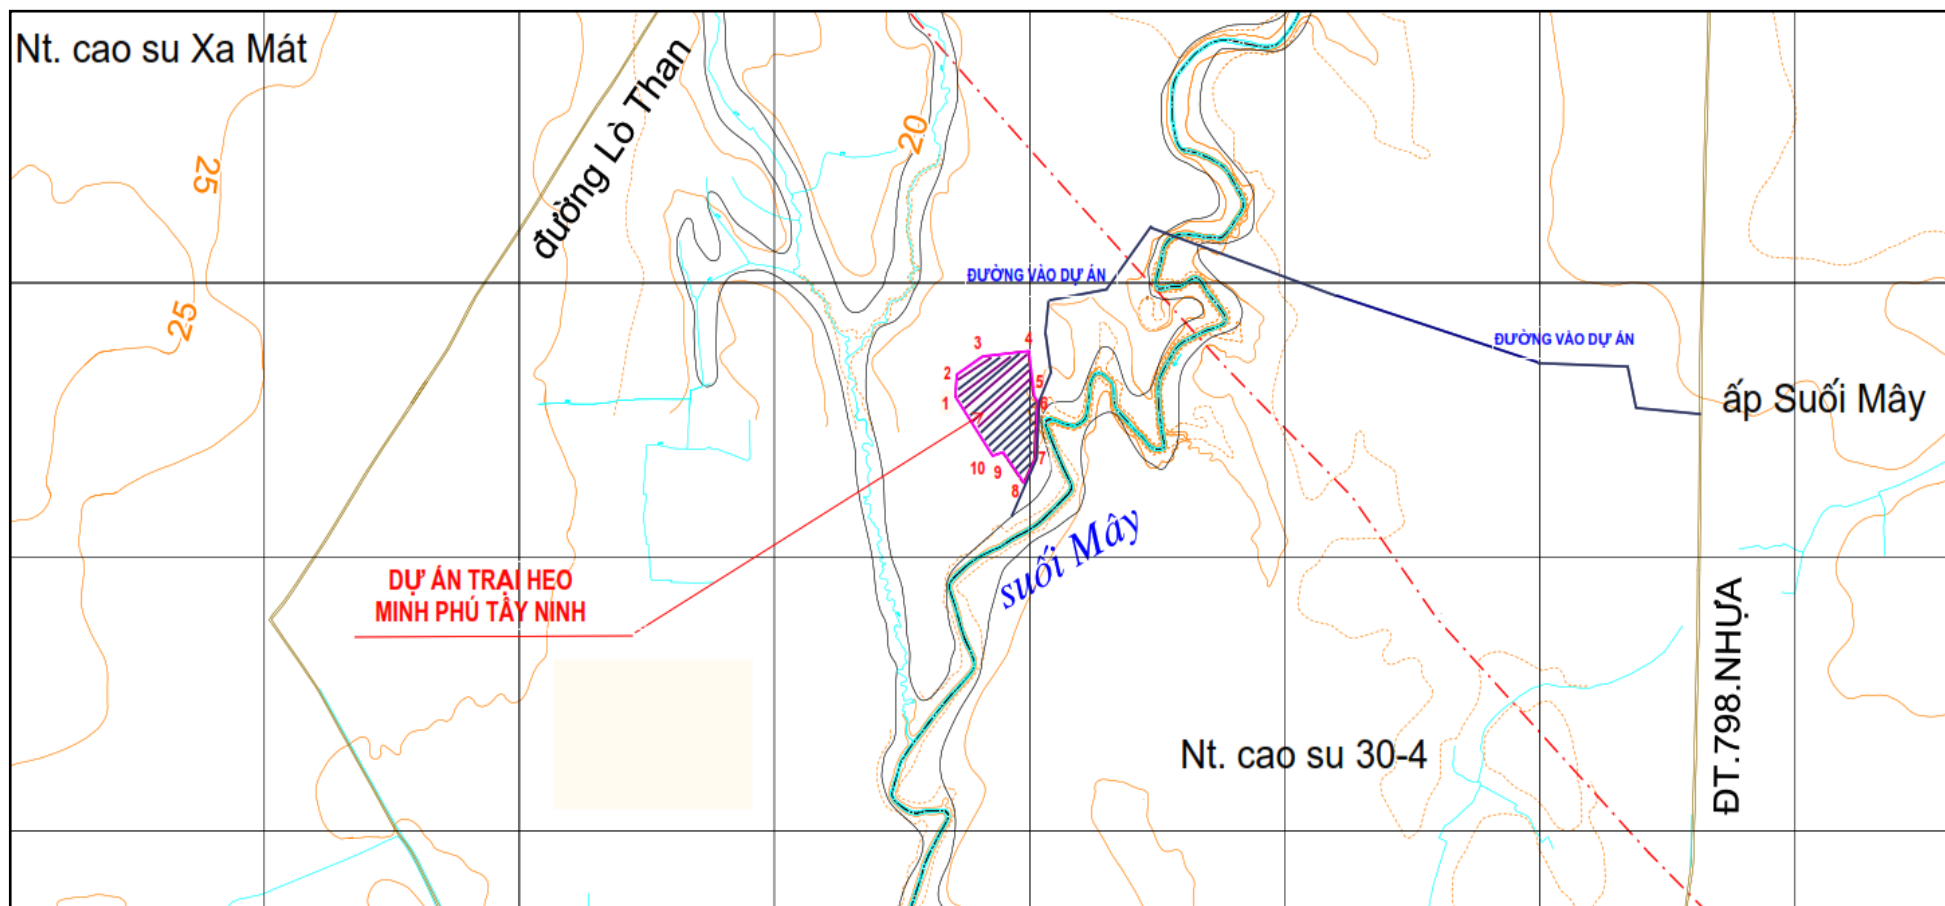 Nt. cao su Xa Mát
đường Lò Than
20
25
25
ĐƯỜNG VÀO DỰ ÁN
ĐƯỜNG VÀO DỰ ÁN
3
4
2
5
1
6
ấp Suối Mây
7
10
9
8
suối Mây
DỰ ÁN TRẠI HEO
MINH PHÚ TÂY NINH
ĐT.798.NHỰA
Nt. cao su 30-4